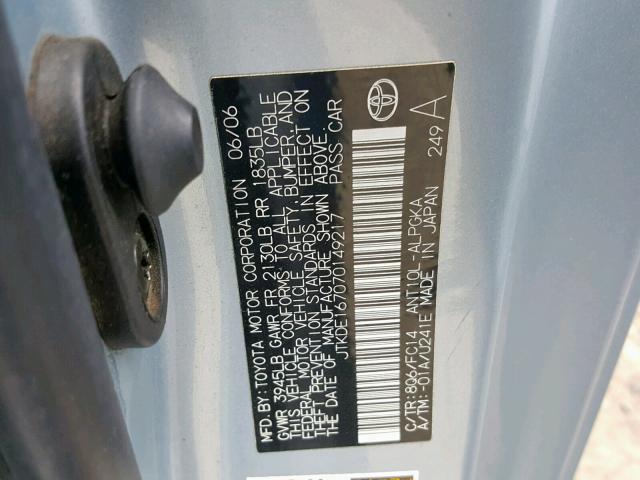 MFD.BY:TOYOTA MOTOR CORPORATION 06/06
GVWR 3945LB GAWR FR 2130LB RR 1835LB
THIS VEHICLE CONFORMS TO ALL APPLICABLE
FEDERAL MOTOR VEHICLE SAFETY, BUMPER, AND
THEFT PREVENTION STANDARDS IN EFFECT ON
THE DATE OF MANUFACTURE SHOWN ABOVE.
JTKDE167070149217 PASS CAR
C/TR:8Q6/FC14 ANT10L-ALPGKA
A/TM:-01A/U241E MADE IN JAPAN 249 A